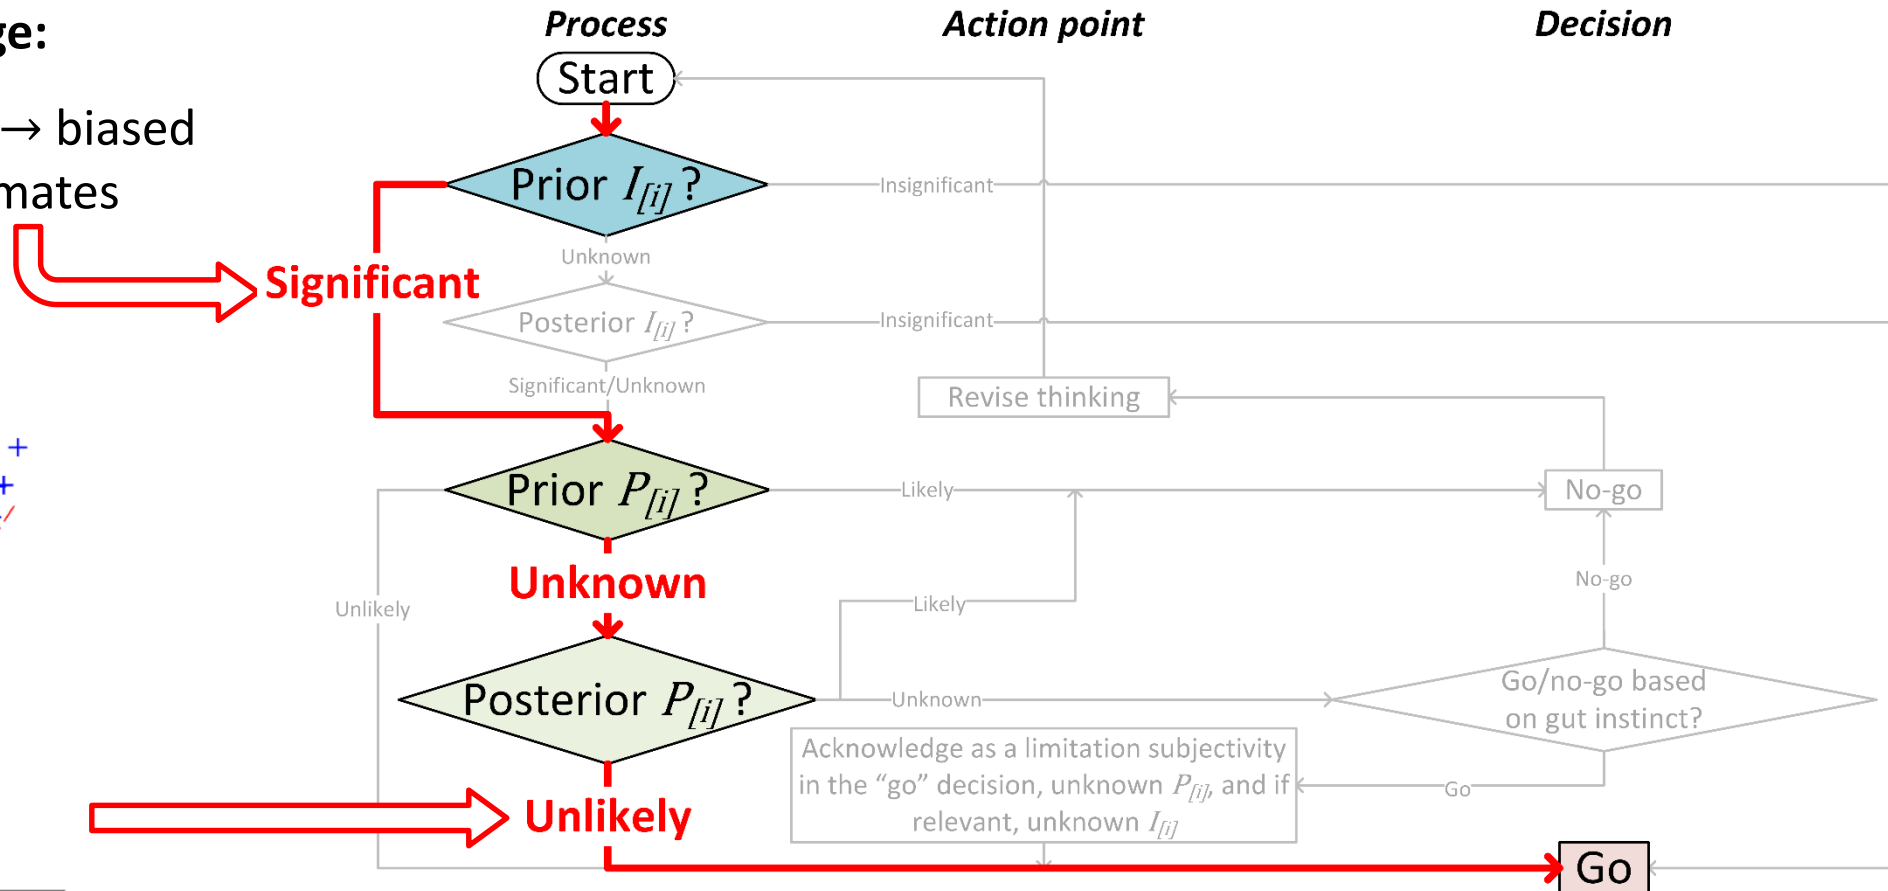 ge:
Process
Action point
Decision
Start
→ biased
mates
Prior I[i] ?
Insignificant
Unknown
Significant
Posterior I[i] ?
Insignificant
Significant/Unknown
Revise thinking
Prior P[i] ?
Likely
No-go
Unknown
No-go
Unlikely
Likely
Posterior P[i] ?
Unknown
Go/no-go based
on gut instinct?
Acknowledge as a limitation subjectivity
in the “go” decision, unknown P[i], and if
relevant, unknown I[i]
Go
Unlikely
Go